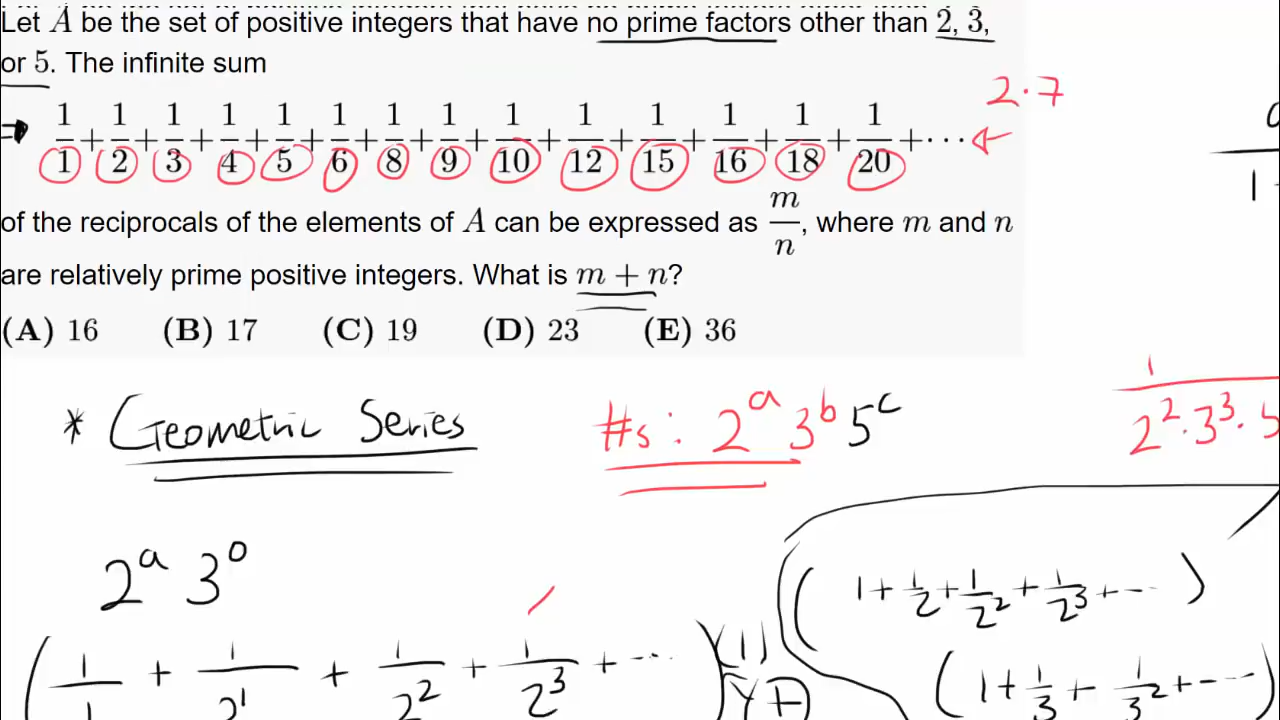 Let A be the set of positive integers that have no prime factors other than 2, 3,
or 5. The infinite sum
2·7
1/1 + 1/2 + 1/3 + 1/4 + 1/5 + 1/6 + 1/8 + 1/9 + 1/10 + 1/12 + 1/15 + 1/16 + 1/18 + 1/20 + ···
1
of the reciprocals of the elements of A can be expressed as m/n, where m and n
are relatively prime positive integers. What is m + n?
(A) 16 (B) 17 (C) 19 (D) 23 (E) 36
* Geometric Series
#s: 2^a 3^b 5^c
1/2^2·3^3·5
2^a 3^0
(1 + 1/2 + 1/2^2 + 1/2^3 + ···)
(1/1 + 1/2^1 + 1/2^2 + 1/2^3 + ··· )(1)
(1 + 1/3 + 1/3^2 + ···)